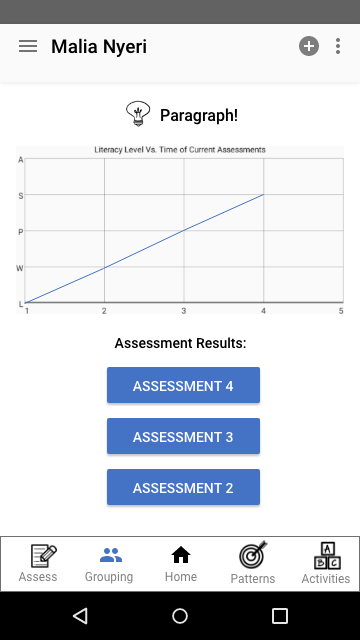 Malia Nyeri
Paragraph!
Literacy Level Vs. Time of Current Assessments
A
S
P
W
L
1 2 3 4 5
Assessment Results:
ASSESSMENT 4
ASSESSMENT 3
ASSESSMENT 2
A
B C
Assess Grouping Home Patterns Activities